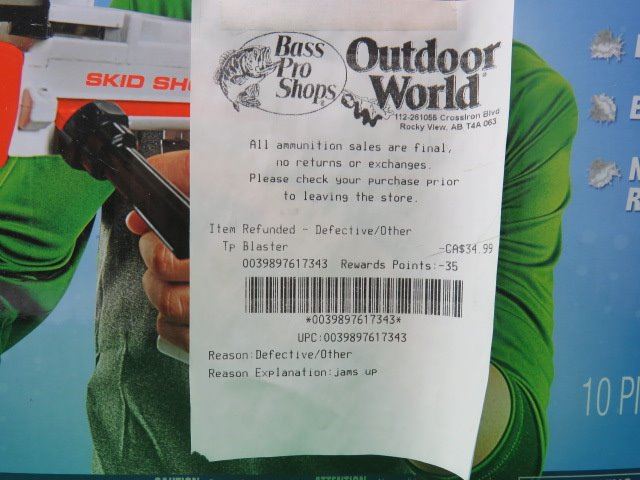 SKID SH
Bass
Pro
Shops
Outdoor
World
112-261055 CrossIron Blvd
Rocky View, AB T4A 0G3
All ammunition sales are final,
no returns or exchanges.
Please check your purchase prior
to leaving the store.
Item Refunded - Defective/Other
Tp Blaster -CA$34.99
0039897617343 Rewards Points:-35
*0039897617343*
UPC:0039897617343
Reason:Defective/Other
Reason Explanation:jams up
10 PI
CAUTION
ATTENTION